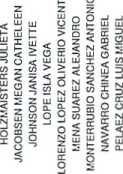 HOLZMAISTERS JULIETA
JACOBSEN MEGAN CATHELEEN
JOHNSON JANISA IVETTE
LOPE ISLA VEGA
LORENZO LOPEZ OLIVERIO VICENT
MENA SUAREZ ALEJANDRO
MONTERRUBIO SANCHEZ ANTONIO
NAVARRO CHINEA GABRIEL
PELAEZ CRUZ LUIS MIGUEL